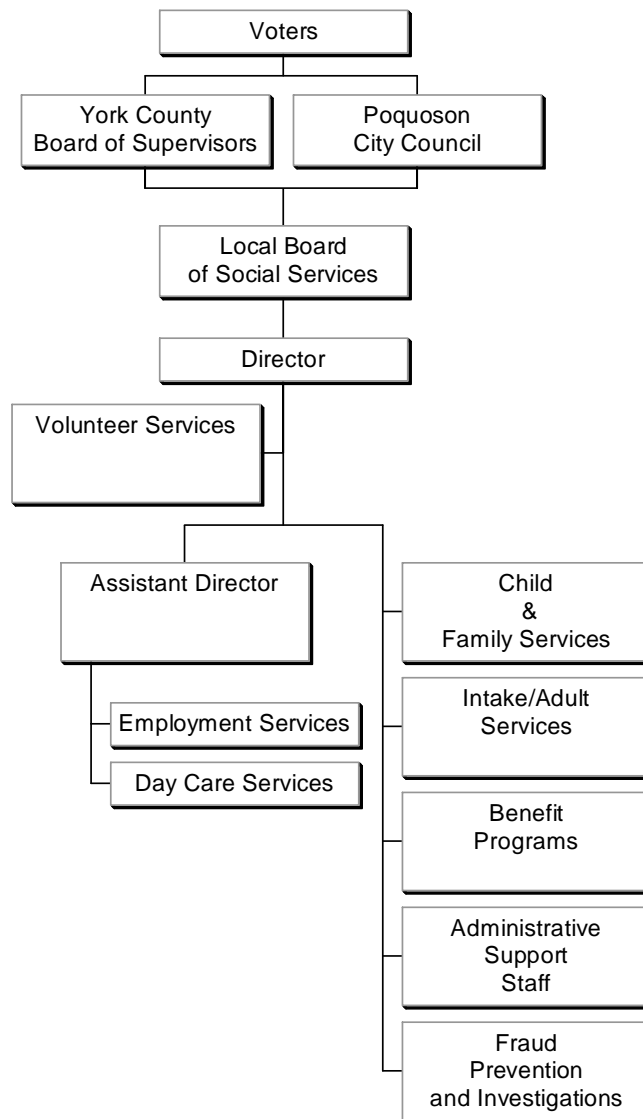 Voters
York County
Board of Supervisors
Poquoson
City Council
Local Board
of Social Services
Director
Volunteer Services
Assistant Director
Employment Services
Day Care Services
Child
&
Family Services
Intake/Adult
Services
Benefit
Programs
Administrative
Support
Staff
Fraud
Prevention
and Investigations